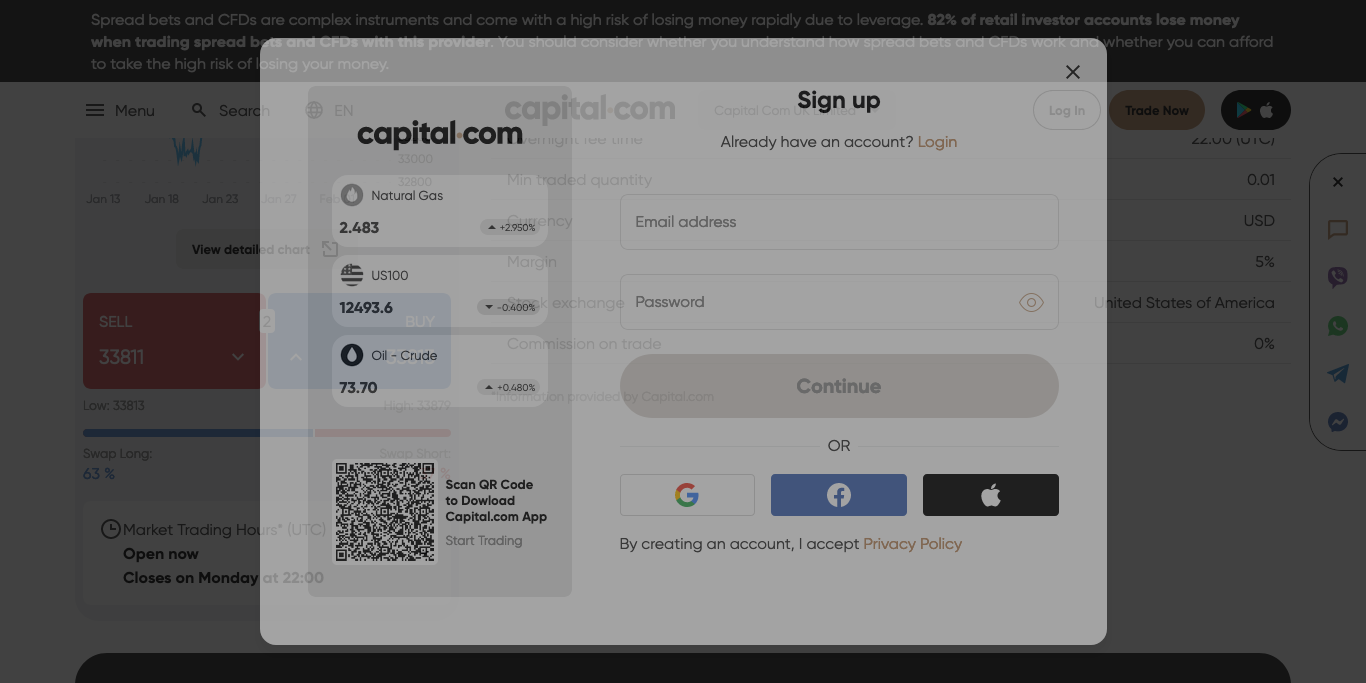 Spread bets and CFDs are complex instruments and come with a high risk of losing money rapidly due to leverage. 82% of retail investor accounts lose money
when trading spread bets and CFDs with this provider. You should consider whether you understand how spread bets and CFDs work and whether you can afford
to take the high risk of losing your money.
Menu
Search
EN
capital.com
Capital Com UK Limited
Log In
Trade Now
33000
32800
Jan 13
Jan 18
Jan 23
Jan 27
View detailed chart
SELL
33811
2
BUY
Low: 33813
High: 33879
Swap Long:
63 %
Swap Short:
%
Market Trading Hours* (UTC)
Open now
Closes on Monday at 22:00
Overnight fee time
22:00 (UTC)
Min traded quantity
0.01
Currency
USD
Margin
5%
Stock exchange
United States of America
Commission on trade
0%
*Information provided by Capital.com
capital.com
Natural Gas
2.483
+2.950%
US100
12493.6
-0.400%
Oil - Crude
73.70
+0.480%
Scan QR Code
to Dowload
Capital.com App
Start Trading
Sign up
Already have an account? Login
Email address
Password
Continue
OR
By creating an account, I accept Privacy Policy